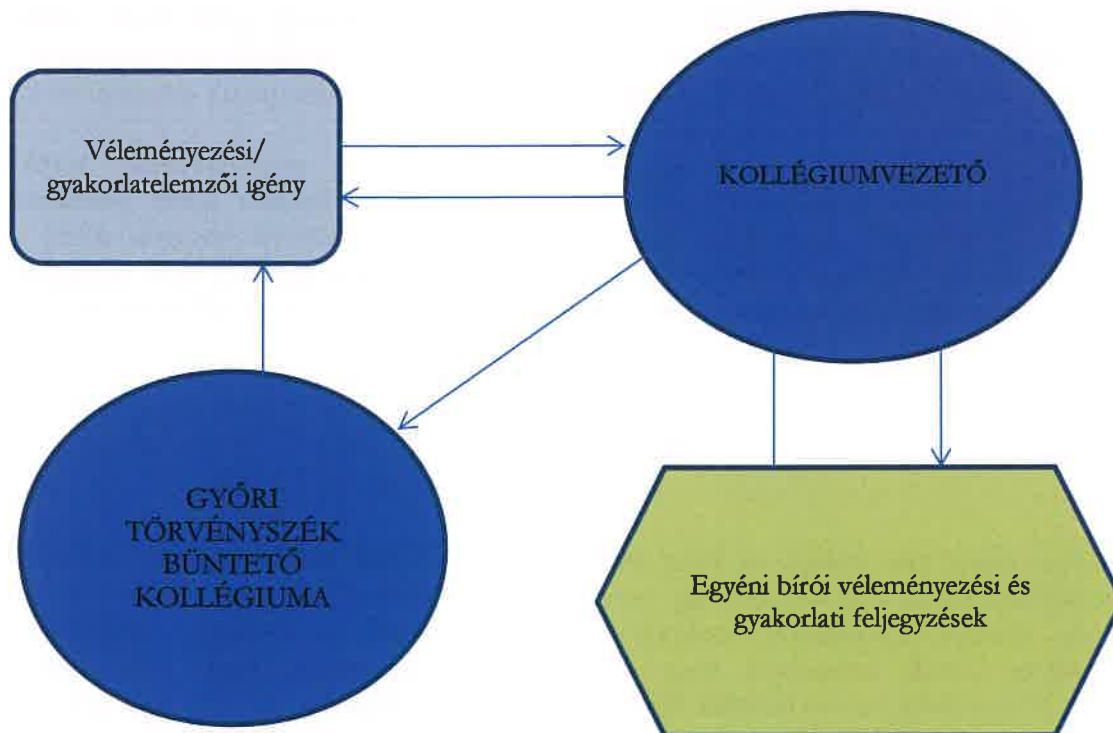 Véleményezési/
gyakorlatelemzői igény
KOLLÉGIUMVEZETŐ
GYŐRI
TÖRVÉNYSZÉK
BÜNTETŐ
KOLLÉGIUMA
Egyéni bírói véleményezési és
gyakorlati feljegyzések